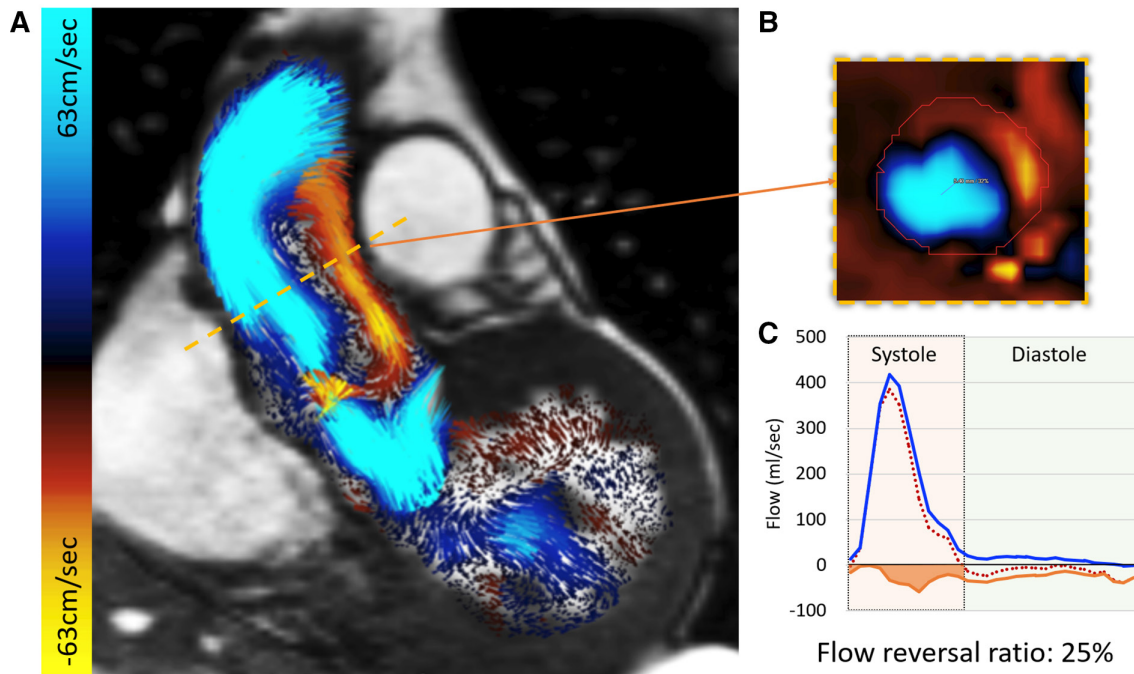 A
63cm/sec
-63cm/sec
B
C
Systole
Diastole
Flow (ml/sec)
500
400
300
200
100
0
-100
Flow reversal ratio: 25%